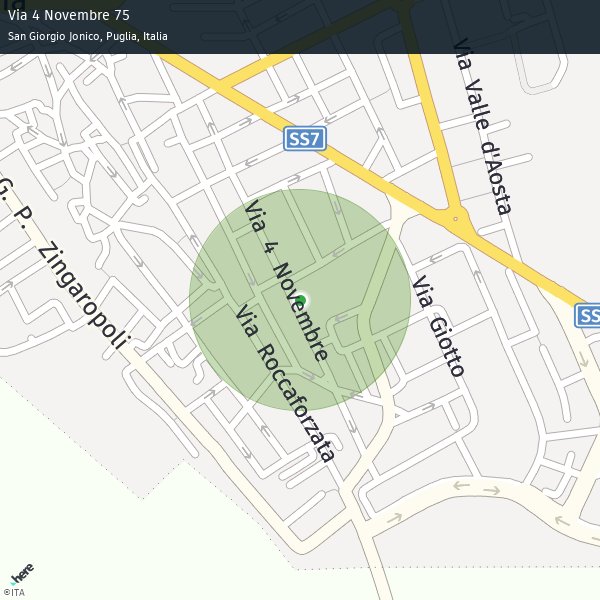 Via 4 Novembre 75
San Giorgio Jonico, Puglia, Italia
Via Valle d'Aosta
SS7
G. P. Zingaropoli
Via 4 Novembre
Via Giotto
Via Roccaforzata
SS
here
©ITA